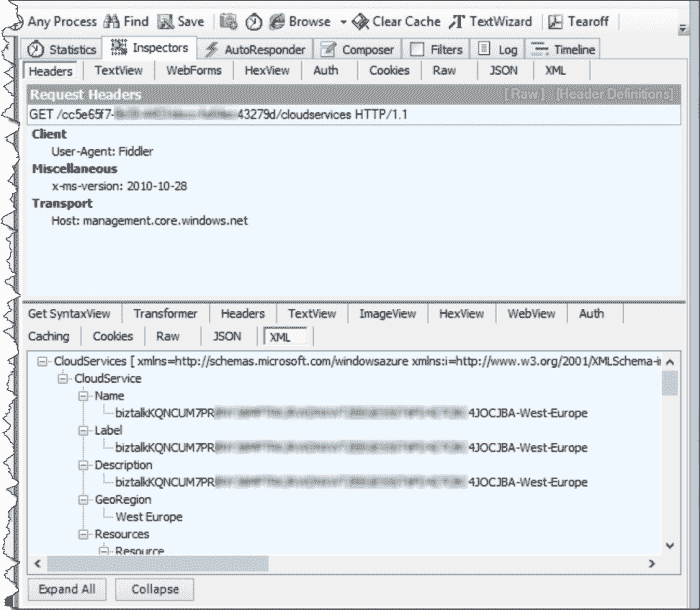 Any Process Find Save Browse Clear Cache TextWizard Tearoff
Statistics Inspectors AutoResponder Composer Filters Log Timeline
Headers TextView WebForms HexView Auth Cookies Raw JSON XML
Request Headers [Raw] [Header Definitions]
GET /cc5e65f7- 43279d/cloudservices HTTP/1.1
Client
User-Agent: Fiddler
Miscellaneous
x-ms-version: 2010-10-28
Transport
Host: management.core.windows.net
Get SyntaxView Transformer Headers TextView ImageView HexView WebView Auth
Caching Cookies Raw JSON XML
CloudServices [ xmlns=http://schemas.microsoft.com/windowsazure xmlns:i=http://www.w3.org/2001/XMLSchema-i
CloudService
Name
biztalkKQNCUM7PR 4JOCJBA-West-Europe
Label
biztalkKQNCUM7PR 4JOCJBA-West-Europe
Description
biztalkKQNCUM7PR 4JOCJBA-West-Europe
GeoRegion
West Europe
Resources
Resource
Expand All Collapse